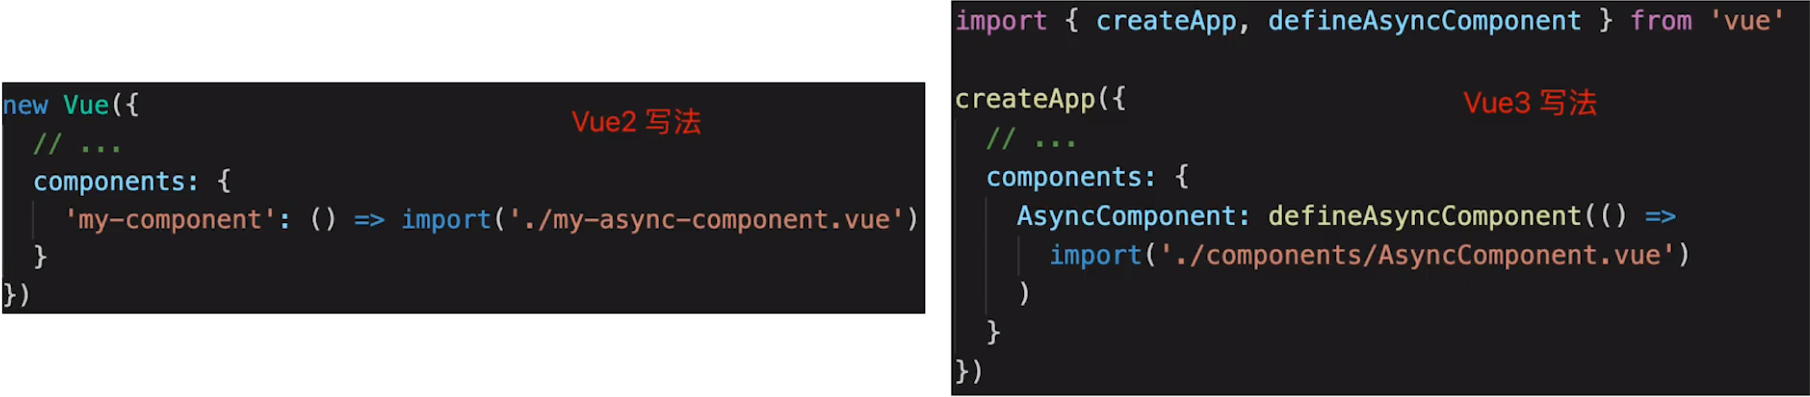 new Vue({
Vue2 写法
  // ...
  components: {
    'my-component': () => import('./my-async-component.vue')
  }
})
import { createApp, defineAsyncComponent } from 'vue'
createApp({
Vue3 写法
  // ...
  components: {
    AsyncComponent: defineAsyncComponent(() =>
      import('./components/AsyncComponent.vue')
    )
  }
})